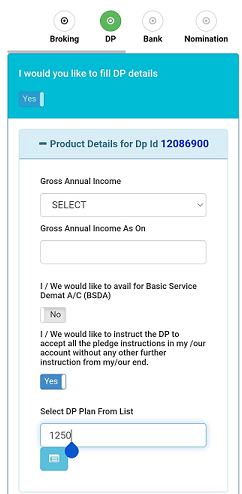 Broking DP Bank Nomination
I would you like to fill DP details
Yes
Product Details for Dp Id 12086900
Gross Annual Income
SELECT
Gross Annual Income As On
I / We would like to avail for Basic Service
Demat A/C (BSDA)
No
I / We would like to instruct the DP to
accept all the pledge instructions in my /our
account without any other further
instruction from my/our end.
Yes
Select DP Plan From List
1250